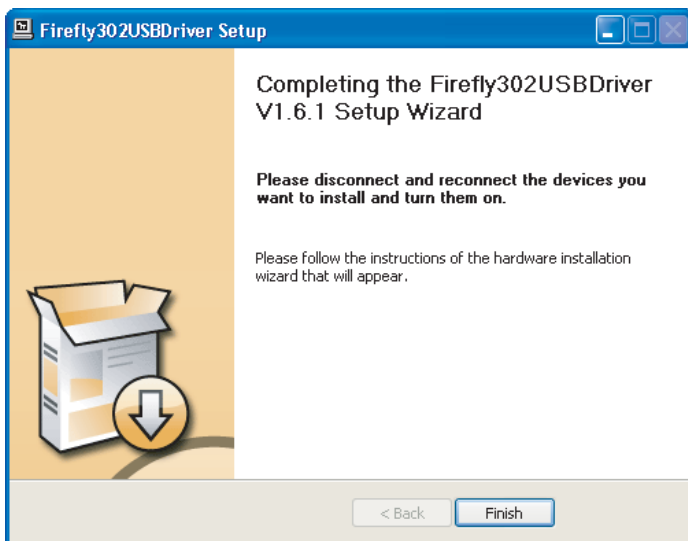 Firefly302USBDriver Setup
Completing the Firefly302USBDriver
V1.6.1 Setup Wizard
Please disconnect and reconnect the devices you
want to install and turn them on.
Please follow the instructions of the hardware installation
wizard that will appear.
< Back
Finish